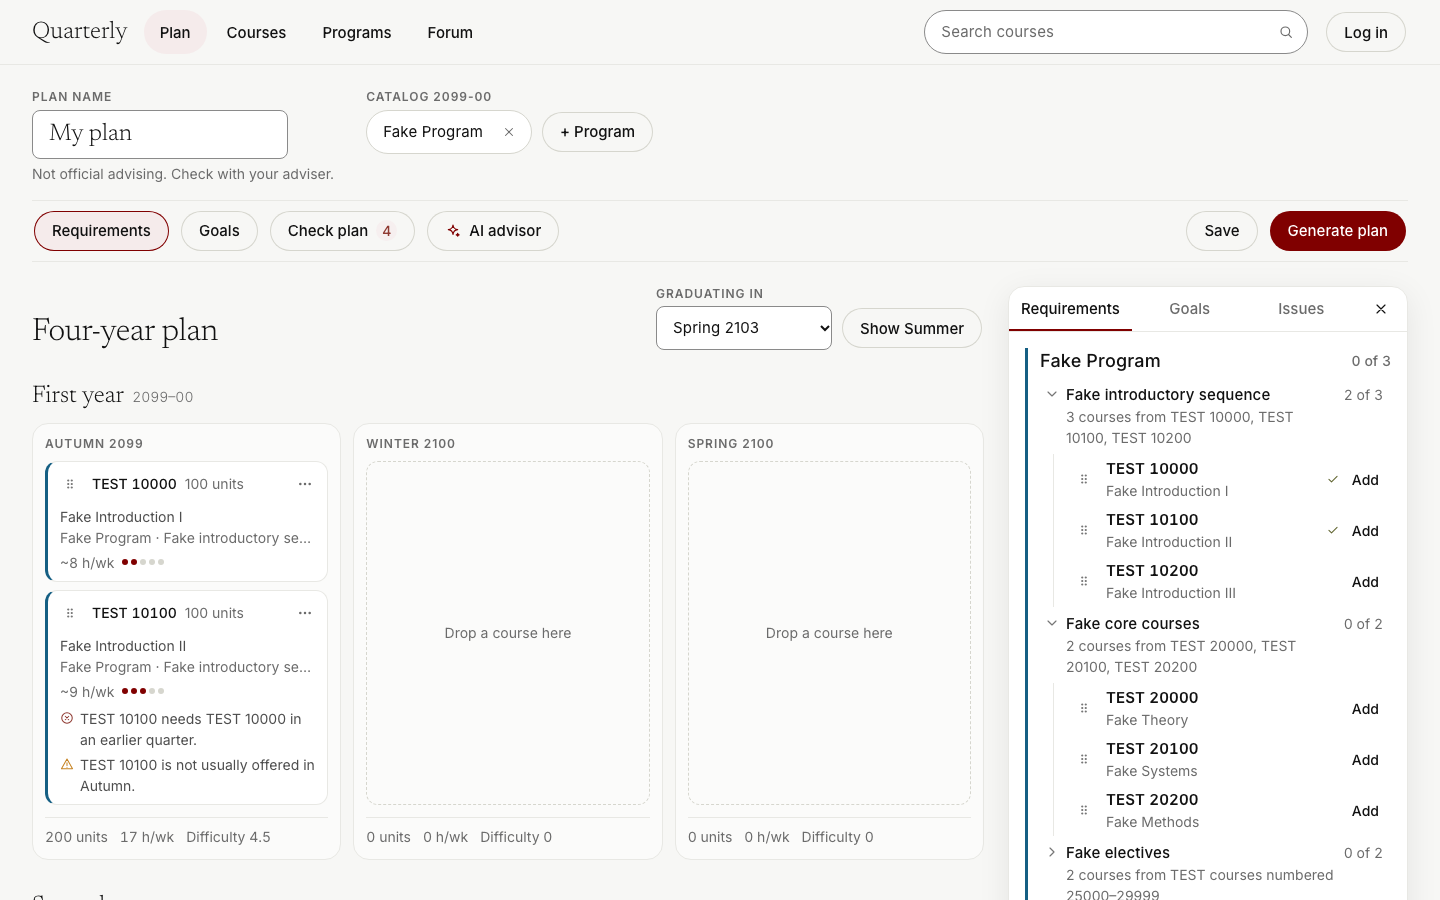 Quarterly
Plan
Courses
Programs
Forum
Search courses
Log in
PLAN NAME
My plan
Not official advising. Check with your adviser.
CATALOG 2099-00
Fake Program ×
+ Program
Requirements
Goals
Check plan 4
AI advisor
Save
Generate plan
Four-year plan
GRADUATING IN
Spring 2103
Show Summer
First year 2099–00
AUTUMN 2099
TEST 10000 100 units
Fake Introduction I
Fake Program · Fake introductory se...
~8 h/wk
TEST 10100 100 units
Fake Introduction II
Fake Program · Fake introductory se...
~9 h/wk
TEST 10100 needs TEST 10000 in
an earlier quarter.
TEST 10100 is not usually offered in
Autumn.
200 units 17 h/wk Difficulty 4.5
WINTER 2100
Drop a course here
0 units 0 h/wk Difficulty 0
SPRING 2100
Drop a course here
0 units 0 h/wk Difficulty 0
Requirements
Goals
Issues
Fake Program 0 of 3
Fake introductory sequence 2 of 3
3 courses from TEST 10000, TEST
10100, TEST 10200
TEST 10000
Fake Introduction I
Add
TEST 10100
Fake Introduction II
Add
TEST 10200
Fake Introduction III
Add
Fake core courses 0 of 2
2 courses from TEST 20000, TEST
20100, TEST 20200
TEST 20000
Fake Theory
Add
TEST 20100
Fake Systems
Add
TEST 20200
Fake Methods
Add
Fake electives 0 of 2
2 courses from TEST courses numbered
25000–29999